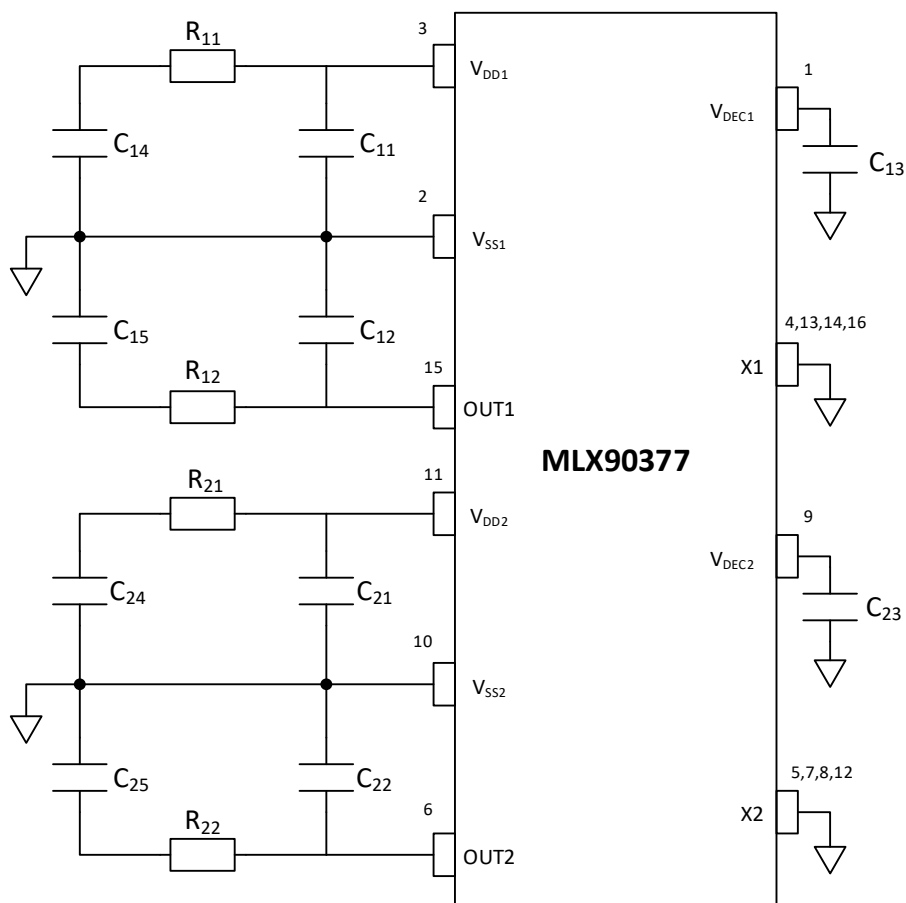 R11
3
VDD1
1
VDEC1
C14
C11
C13
2
VSS1
C15
C12
4,13,14,16
X1
R12
15
OUT1
MLX90377
R21
11
VDD2
9
VDEC2
C24
C21
C23
10
VSS2
C25
C22
5,7,8,12
X2
R22
6
OUT2